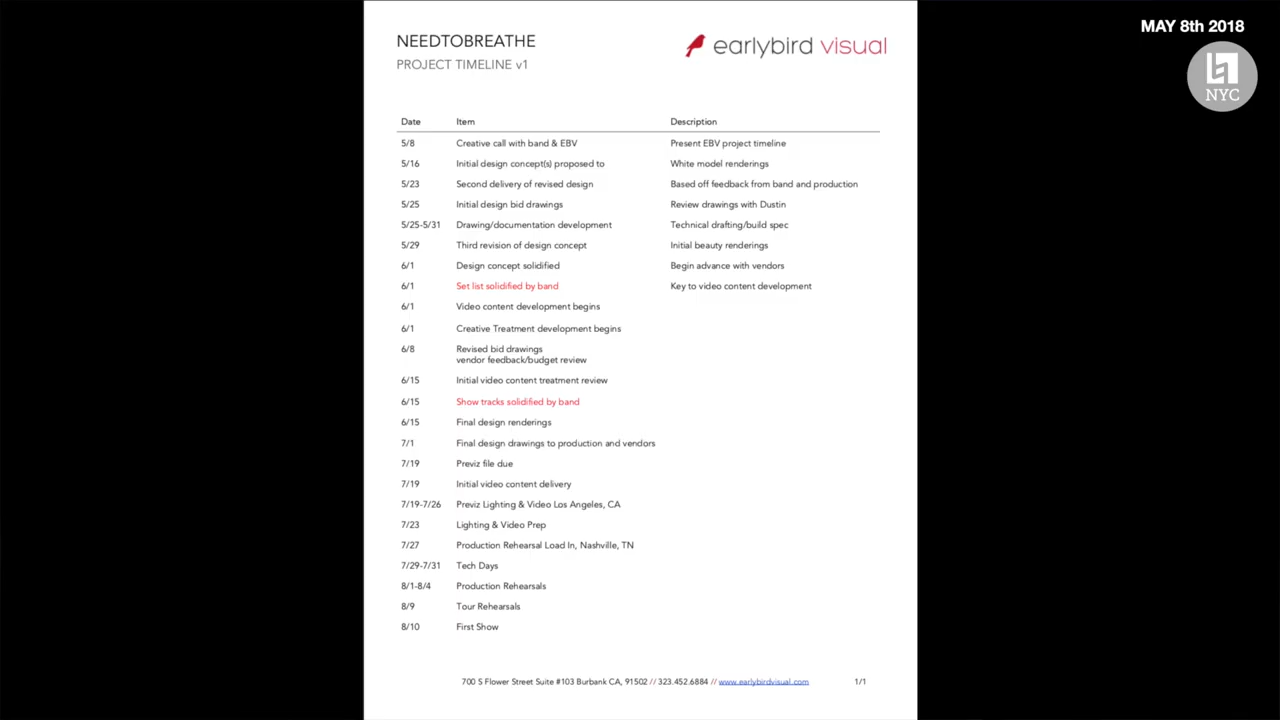 MAY 8th 2018
NYC
NEEDTOBREATHE
earlybird visual
PROJECT TIMELINE v1
Date Item Description
5/8 Creative call with band & EBV Present EBV project timeline
5/16 Initial design concept(s) proposed to White model renderings
5/23 Second delivery of revised design Based off feedback from band and production
5/25 Initial design bid drawings Review drawings with Dustin
5/25-5/31 Drawing/documentation development Technical drafting/build spec
5/29 Third revision of design concept Initial beauty renderings
6/1 Design concept solidified Begin advance with vendors
6/1 Set list solidified by band Key to video content development
6/1 Video content development begins
6/1 Creative Treatment development begins
6/8 Revised bid drawings
vendor feedback/budget review
6/15 Initial video content treatment review
6/15 Show tracks solidified by band
6/15 Final design renderings
7/1 Final design drawings to production and vendors
7/19 Previz file due
7/19 Initial video content delivery
7/19-7/26 Previz Lighting & Video Los Angeles, CA
7/23 Lighting & Video Prep
7/27 Production Rehearsal Load In, Nashville, TN
7/29-7/31 Tech Days
8/1-8/4 Production Rehearsals
8/9 Tour Rehearsals
8/10 First Show
700 S Flower Street Suite #103 Burbank CA, 91502 // 323.452.6884 // www.earlybirdvisual.com 1/1